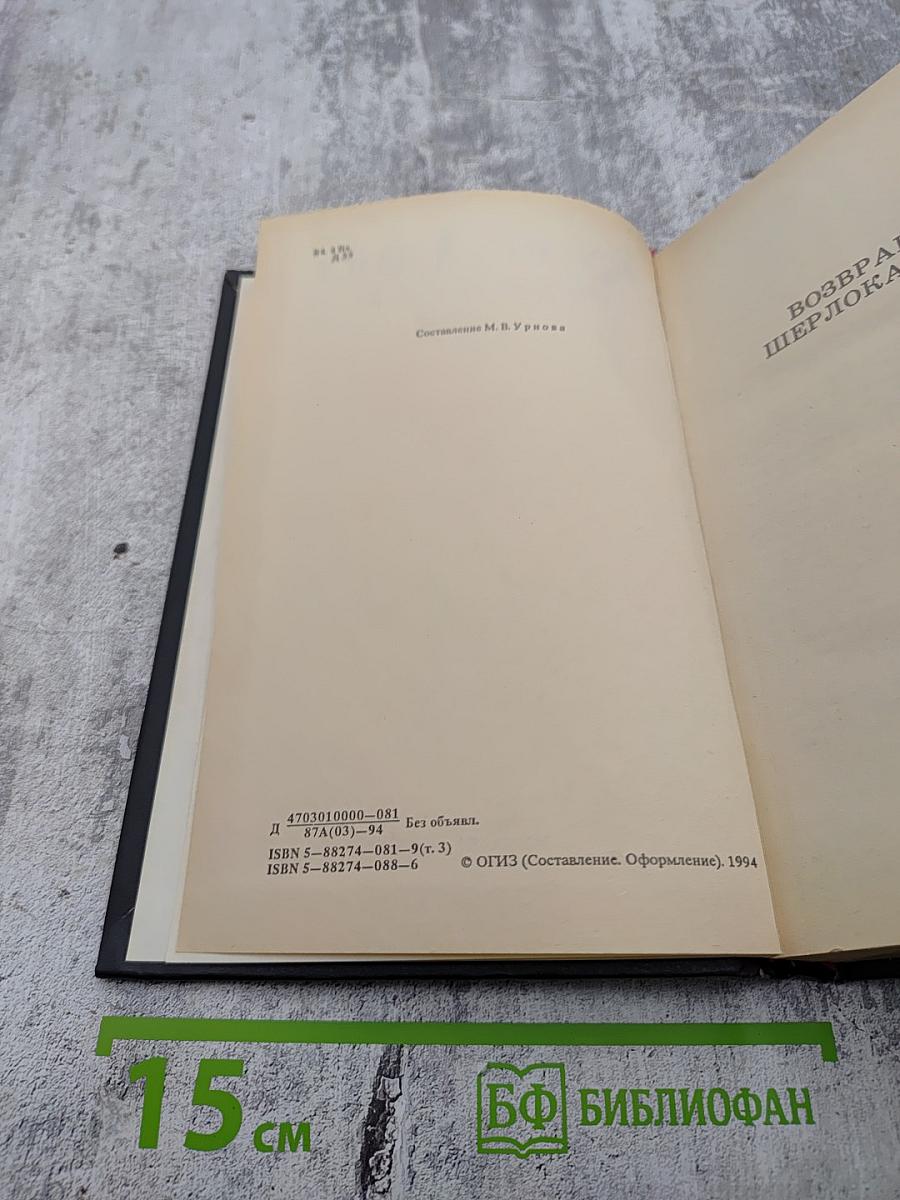 Д 35
Составление М. В. Урнова
Д 4703010000—081
87А(03)—94
Без объявл.
ISBN 5—88274—081—9(т. 3)
ISBN 5—88274—088—6
© ОГИЗ (Составление. Оформление). 1994
ШЕРЛОКА
15 см
БФ БИБЛИОФАН